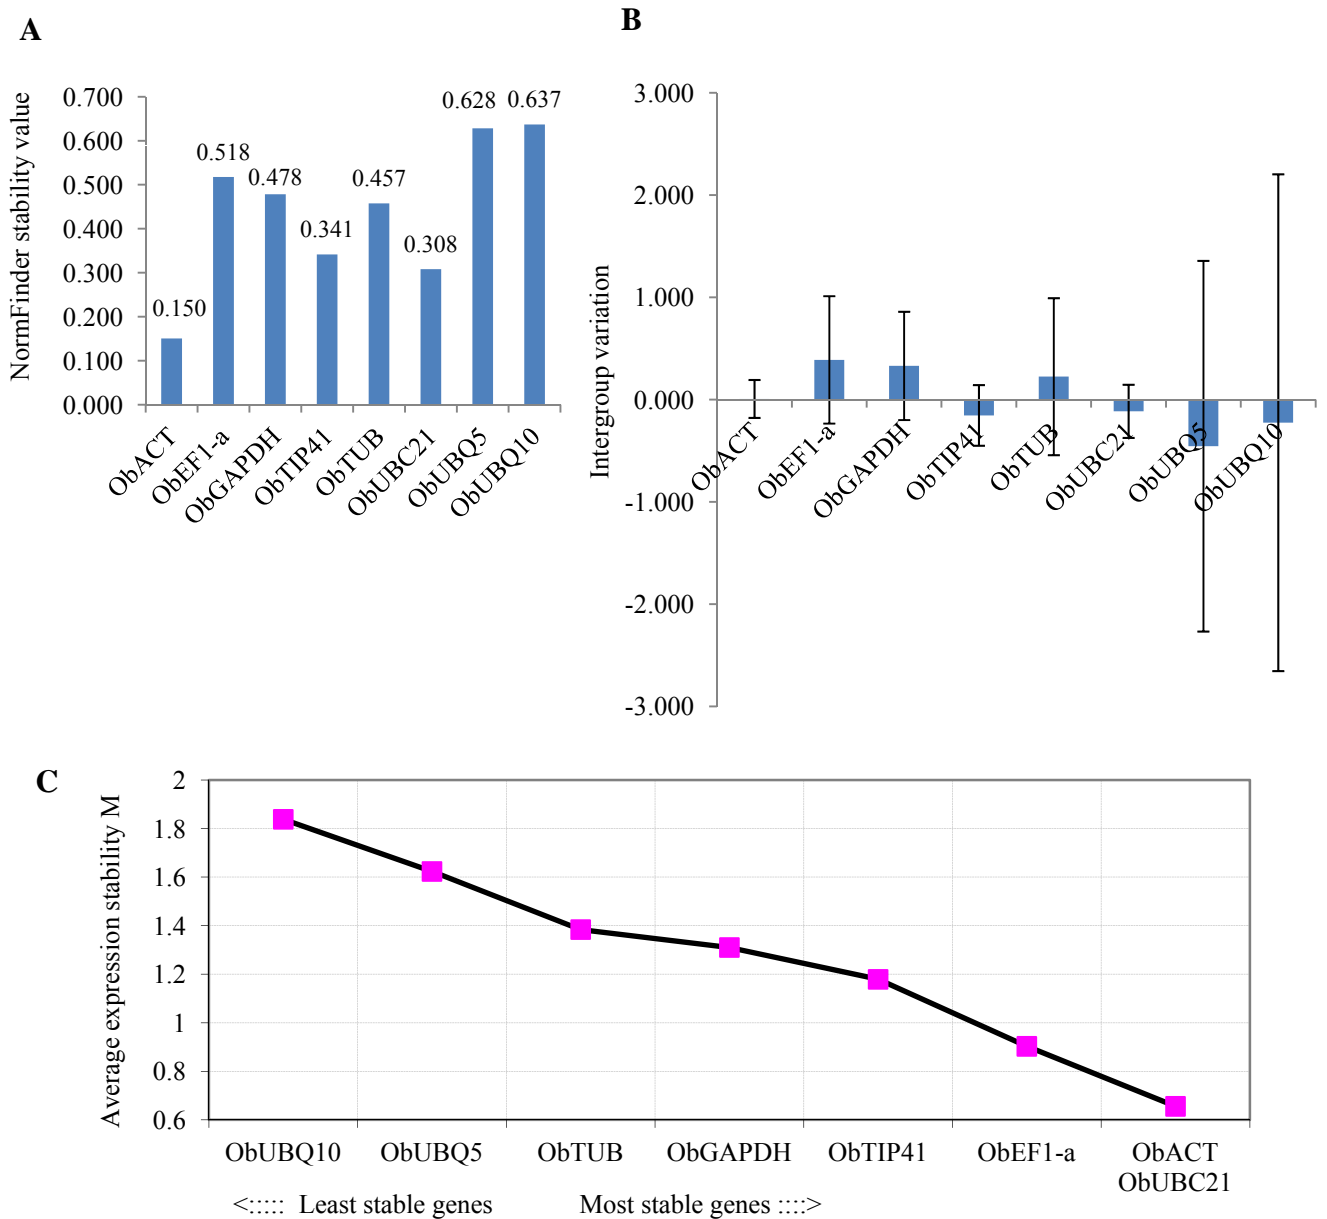 A
NormFinder stability value
0.700
0.600
0.500
0.400
0.300
0.200
0.100
0.000
0.150
0.518
0.478
0.341
0.457
0.308
0.628
0.637
ObACT
ObEF1-a
ObGAPDH
ObTIP41
ObTUB
ObUBC21
ObUBQ5
ObUBQ10
B
Intergroup variation
3.000
2.000
1.000
0.000
-1.000
-2.000
-3.000
ObACT
ObEF1-a
ObGAPDH
ObTIP41
ObTUB
ObUBC21
ObUBQ5
ObUBQ10
C
Average expression stability M
2
1.8
1.6
1.4
1.2
1
0.8
0.6
ObUBQ10
ObUBQ5
ObTUB
ObGAPDH
ObTIP41
ObEF1-a
ObACT
ObUBC21
<::::: Least stable genes
Most stable genes ::::>